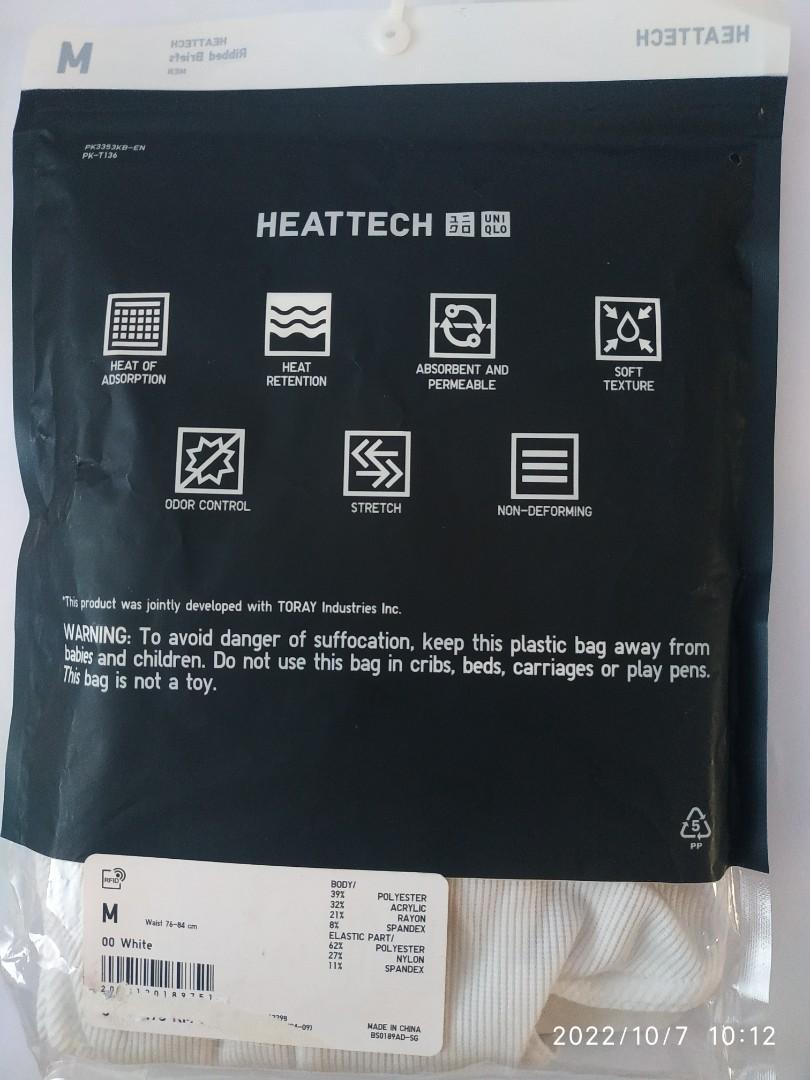 M
HEATTECH
Ribbed Briefs
MEN
HEATTECH
PK3353KB-EN
PK-T136
HEATTECH ユニクロ UNIQLO
HEAT OF ADSORPTION
HEAT RETENTION
ABSORBENT AND PERMEABLE
SOFT TEXTURE
ODOR CONTROL
STRETCH
NON-DEFORMING
*This product was jointly developed with TORAY Industries Inc.
WARNING: To avoid danger of suffocation, keep this plastic bag away from
babies and children. Do not use this bag in cribs, beds, carriages or play pens.
This bag is not a toy.
5
PP
RFID
M
Waist 76-84 cm
00 White
BODY/
39% POLYESTER
32% ACRYLIC
21% RAYON
8% SPANDEX
ELASTIC PART/
62% POLYESTER
27% NYLON
11% SPANDEX
MADE IN CHINA
BS0189AD-SG
2022/10/7 10:12